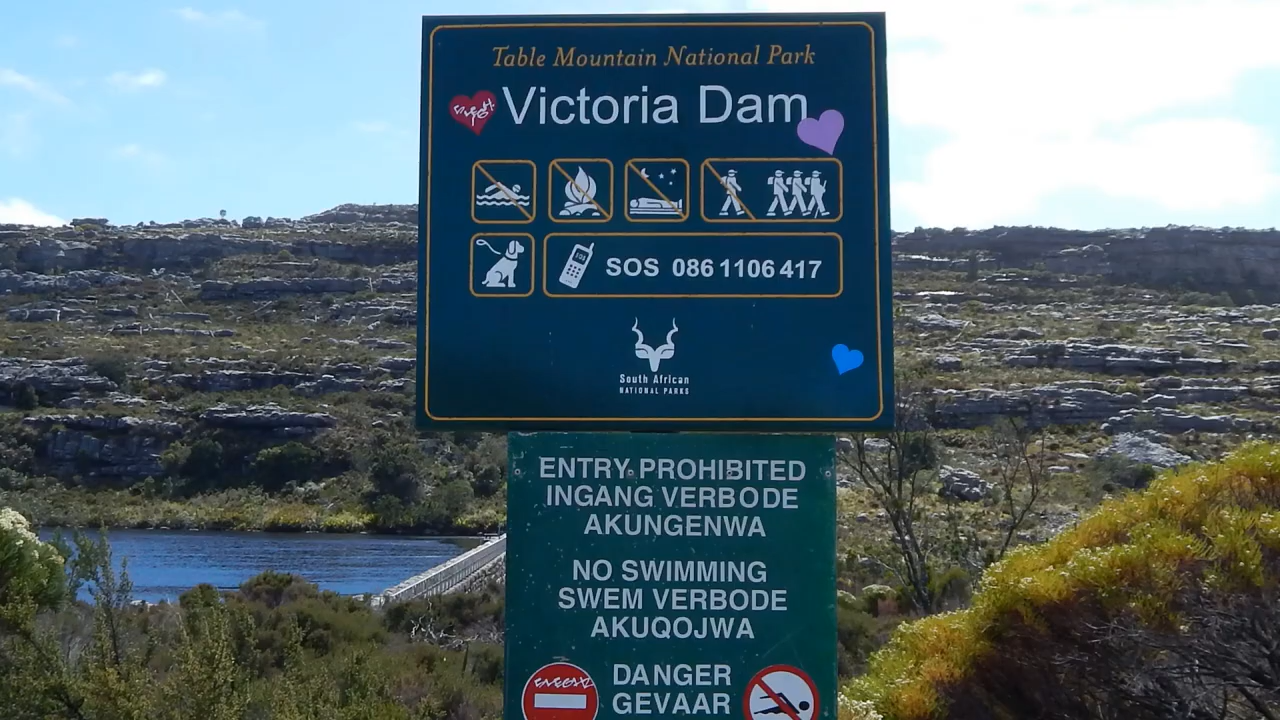 Table Mountain National Park
Victoria Dam
SOS 086 1106 417
South African
NATIONAL PARKS
ENTRY PROHIBITED
INGANG VERBODE
AKUNGENWA
NO SWIMMING
SWEM VERBODE
AKUQOJWA
DANGER
GEVAAR